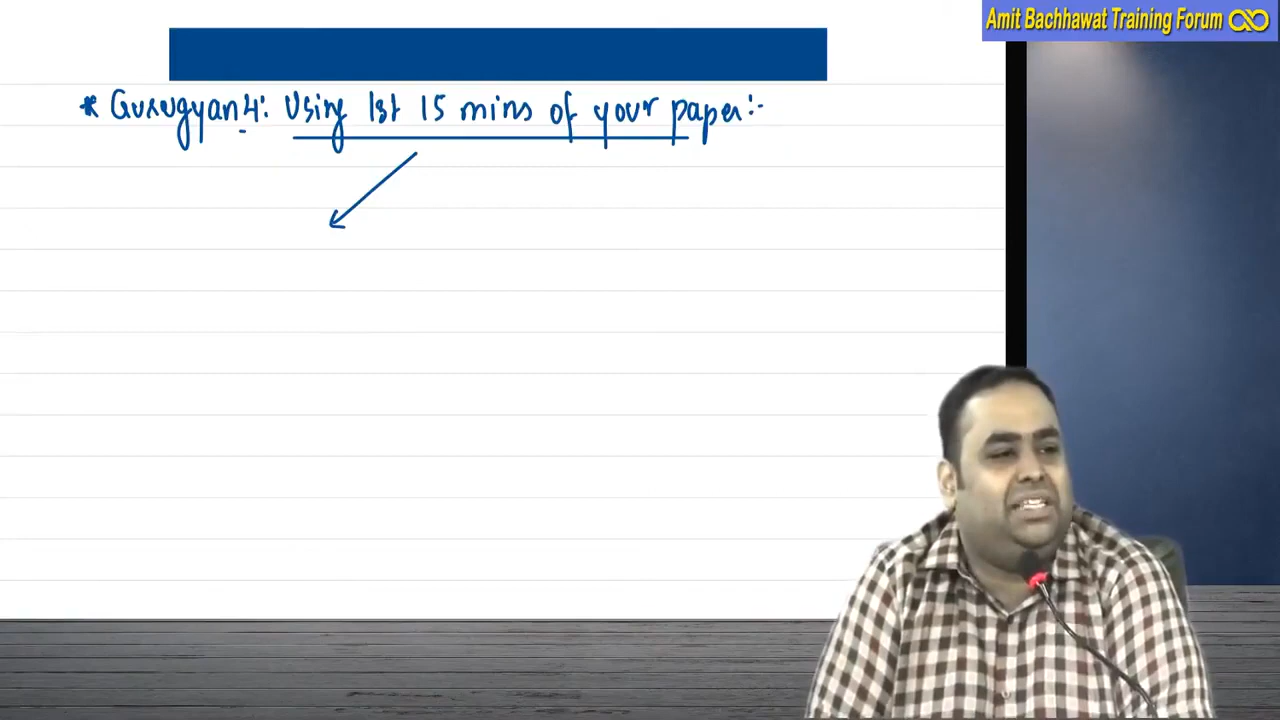 Amit Bachhawat Training Forum
* Gurugyan 4: Using 1st 15 mins of your paper:-